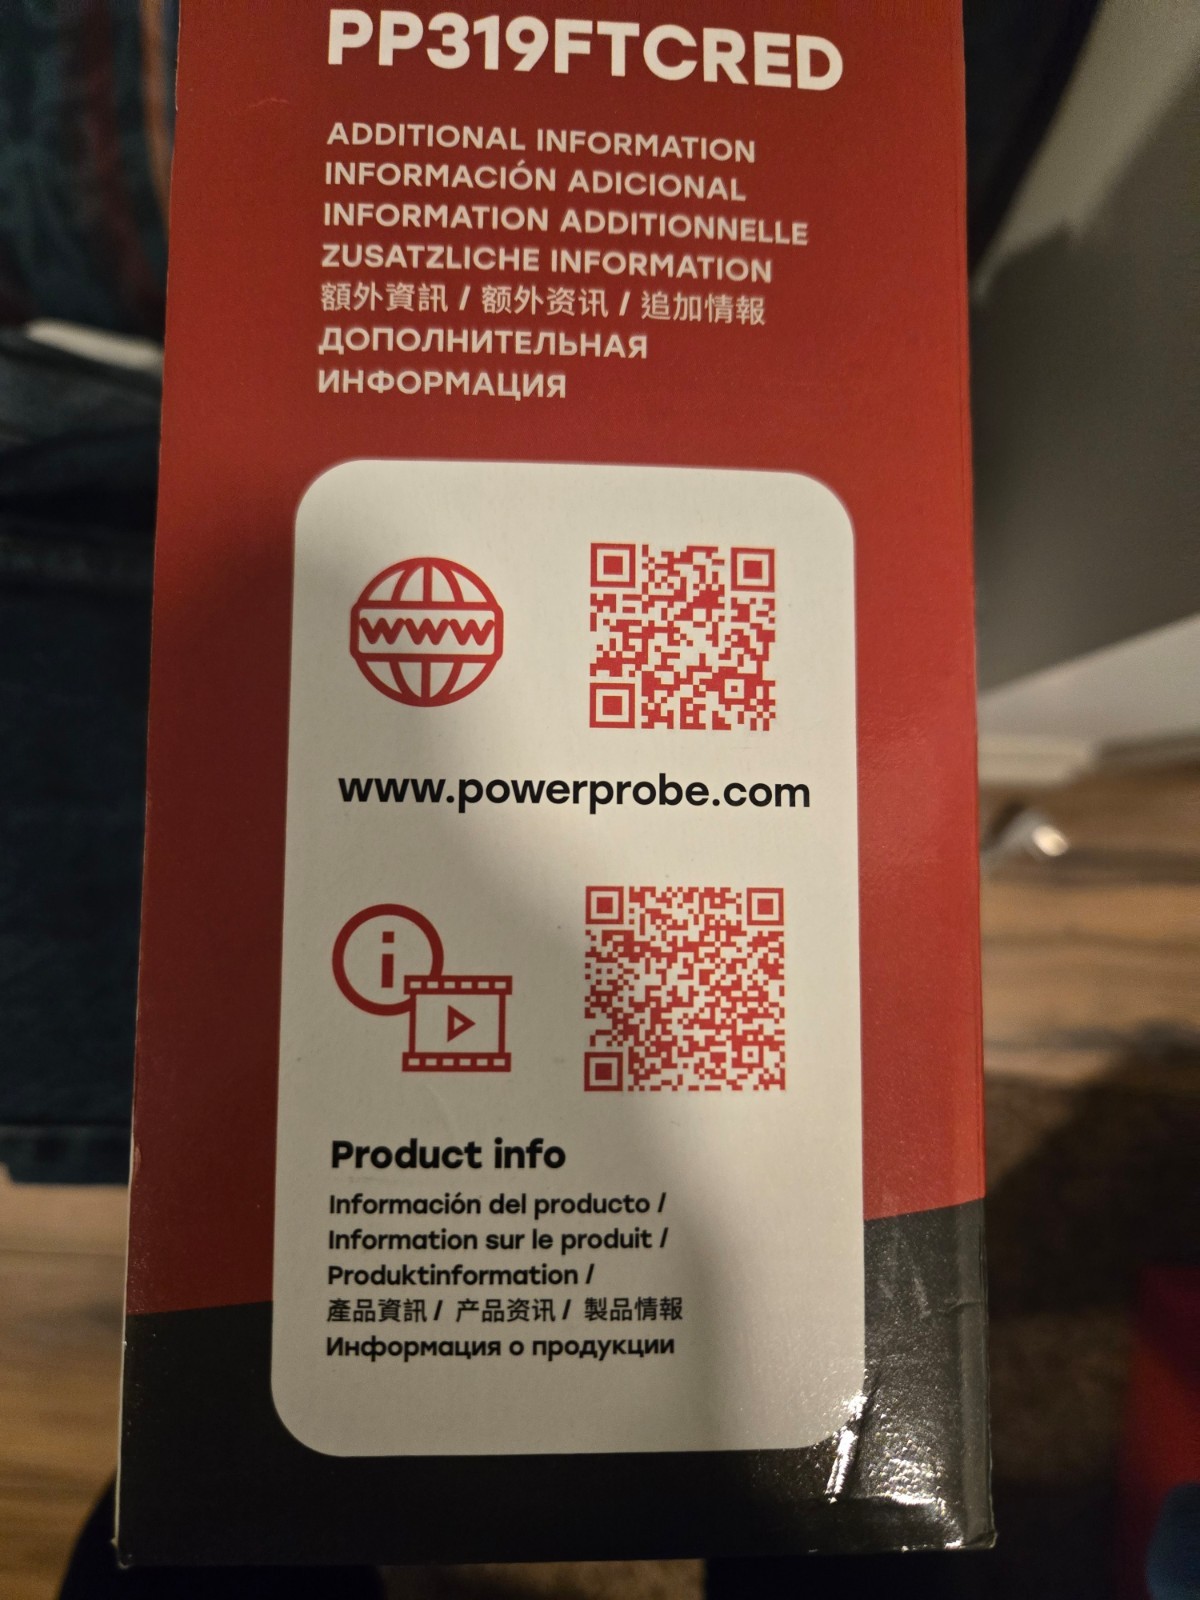 PP319FTCRED
ADDITIONAL INFORMATION
INFORMACIÓN ADICIONAL
INFORMATION ADDITIONNELLE
ZUSATZLICHE INFORMATION
額外資訊 / 额外资讯 / 追加情報
ДОПОЛНИТЕЛЬНАЯ
ИНФОРМАЦИЯ
www
www.powerprobe.com
i
Product info
Información del producto /
Information sur le produit /
Produktinformation /
產品資訊 / 产品资讯 / 製品情報
Информация о продукции